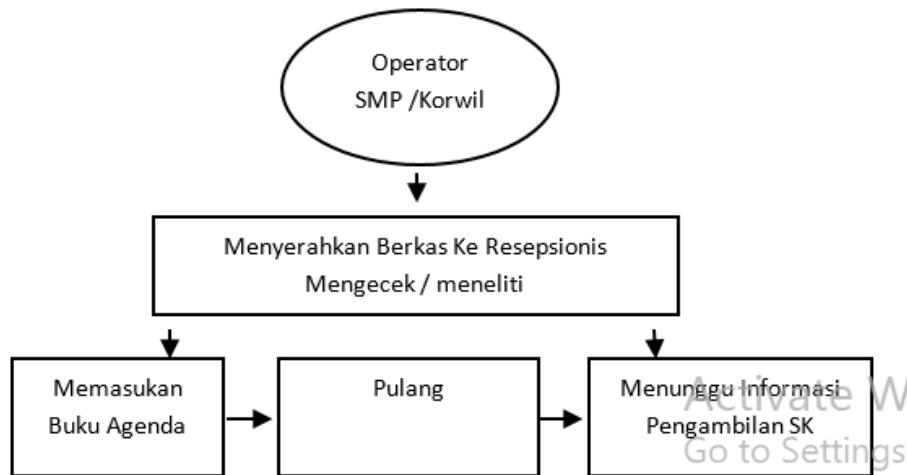 Operator
SMP /Korwil
Menyerahkan Berkas Ke Resepsionis
Mengecek / meneliti
Memasukan
Buku Agenda
Pulang
Menunggu Informasi
Pengambilan SK
Activate W
Go to Settings